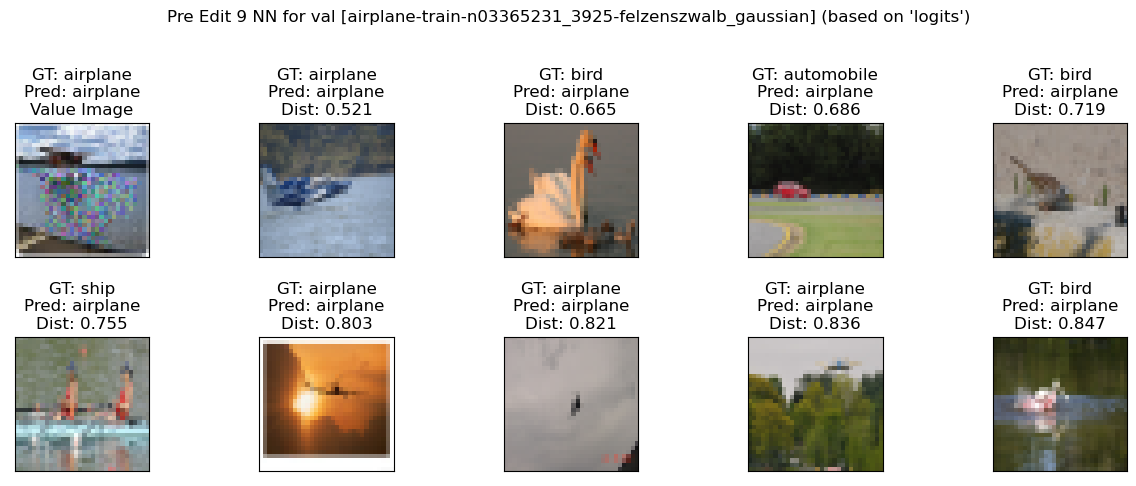 Pre Edit 9 NN for val [airplane-train-n03365231_3925-felzenszwalb_gaussian] (based on 'logits')
GT: airplane
Pred: airplane
Value Image
GT: airplane
Pred: airplane
Dist: 0.521
GT: bird
Pred: airplane
Dist: 0.665
GT: automobile
Pred: airplane
Dist: 0.686
GT: bird
Pred: airplane
Dist: 0.719
GT: ship
Pred: airplane
Dist: 0.755
GT: airplane
Pred: airplane
Dist: 0.803
GT: airplane
Pred: airplane
Dist: 0.821
GT: airplane
Pred: airplane
Dist: 0.836
GT: bird
Pred: airplane
Dist: 0.847